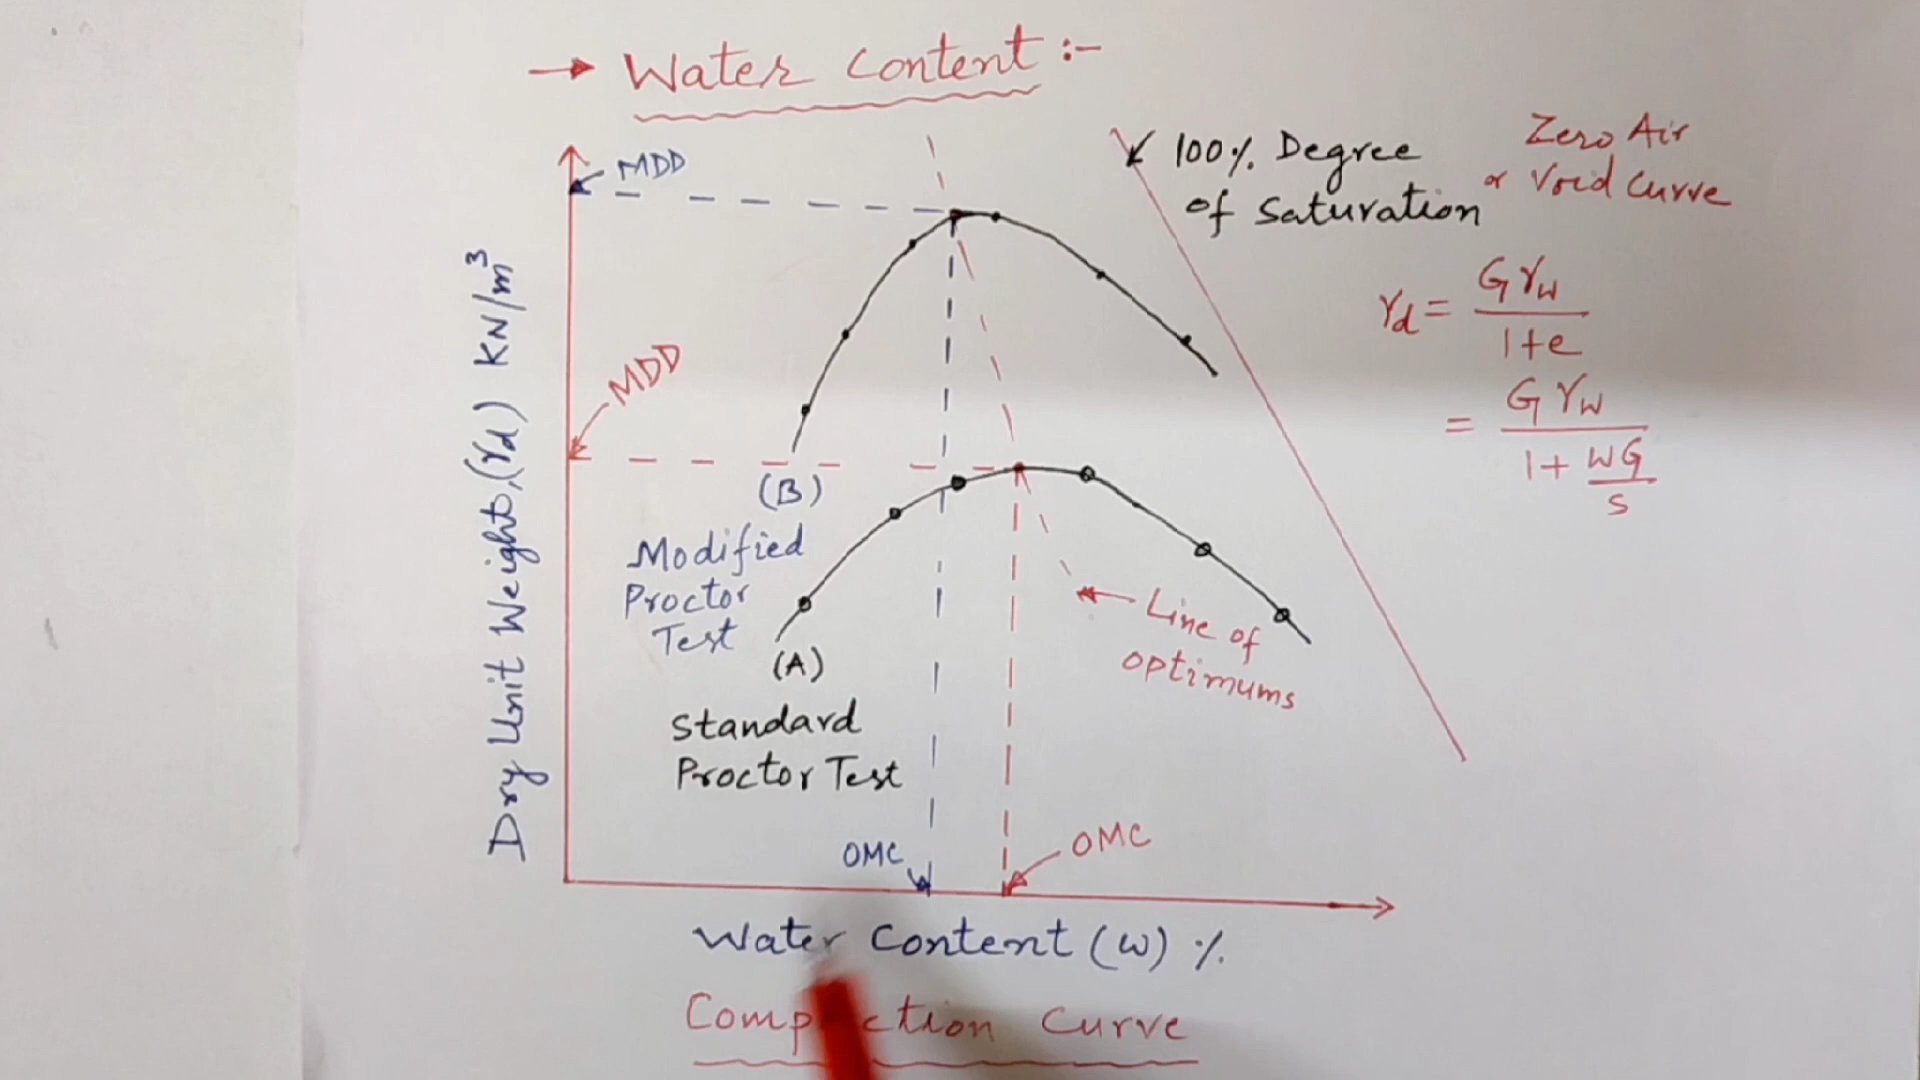 → Water Content :-
MDD
100% Degree
of Saturation
Zero Air
or Void Curve
γd = GγW / 1+e
= GγW / 1 + WG/S
Dry Unit Weight, (γd) KN/m³
MDD
(B)
Modified
Proctor
Test
(A)
Standard
Proctor Test
Line of
optimums
OMC
OMC
Water Content (w) %
Compaction Curve